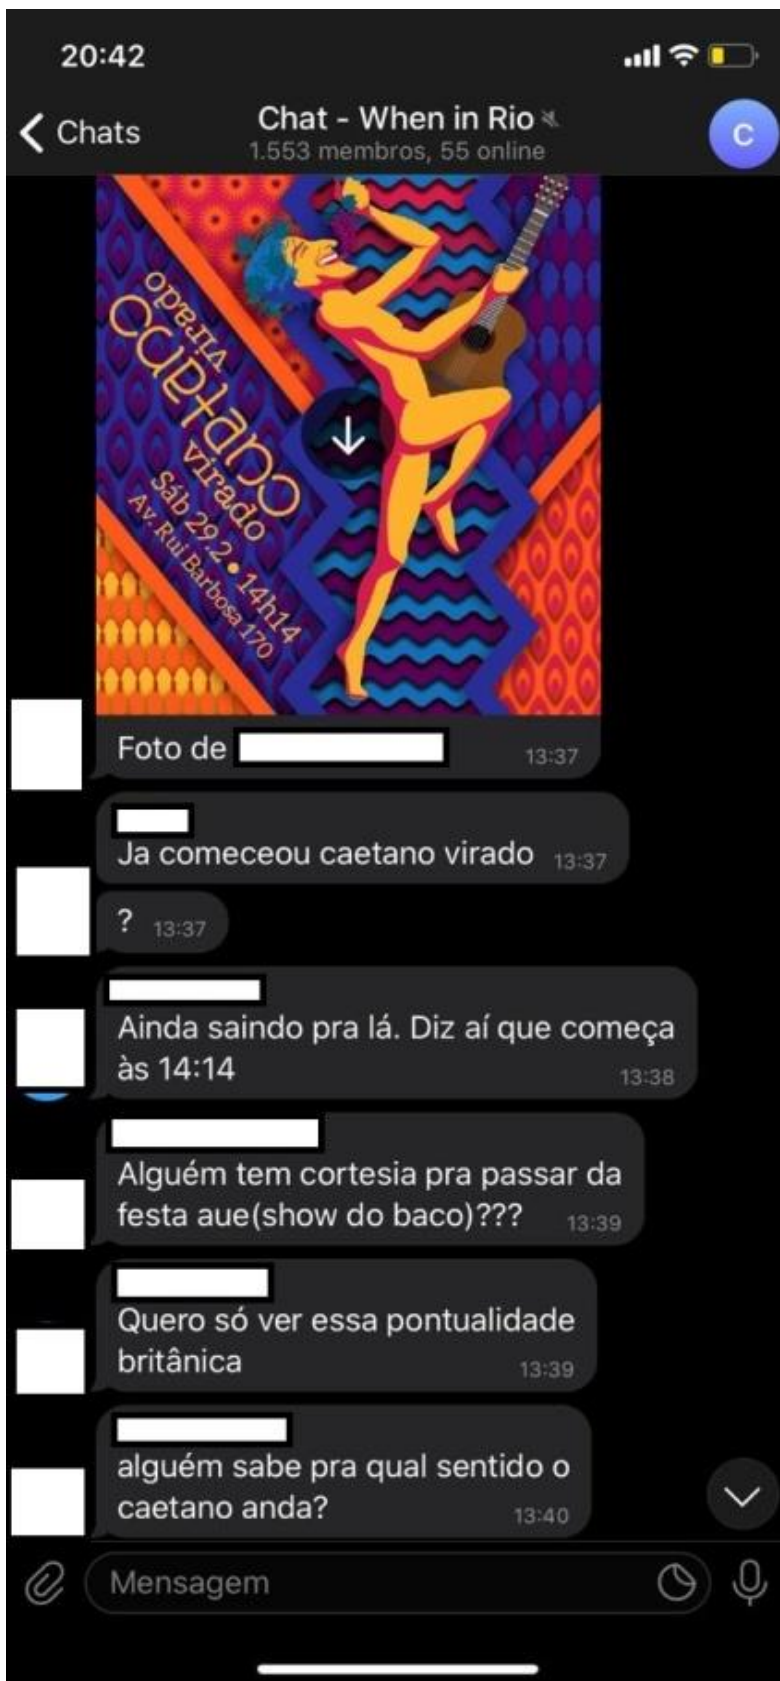 20:42
Chats
Chat - When in Rio
1.553 membros, 55 online
C
virado
caetano
virado
Sáb 29.2 • 14h14
Av. Rui Barbosa 170
Foto de
13:37
Ja comeceou caetano virado 13:37
? 13:37
Ainda saindo pra lá. Diz aí que começa
às 14:14
13:38
Alguém tem cortesia pra passar da
festa aue(show do baco)??? 13:39
Quero só ver essa pontualidade
britânica
13:39
alguém sabe pra qual sentido o
caetano anda?
13:40
Mensagem